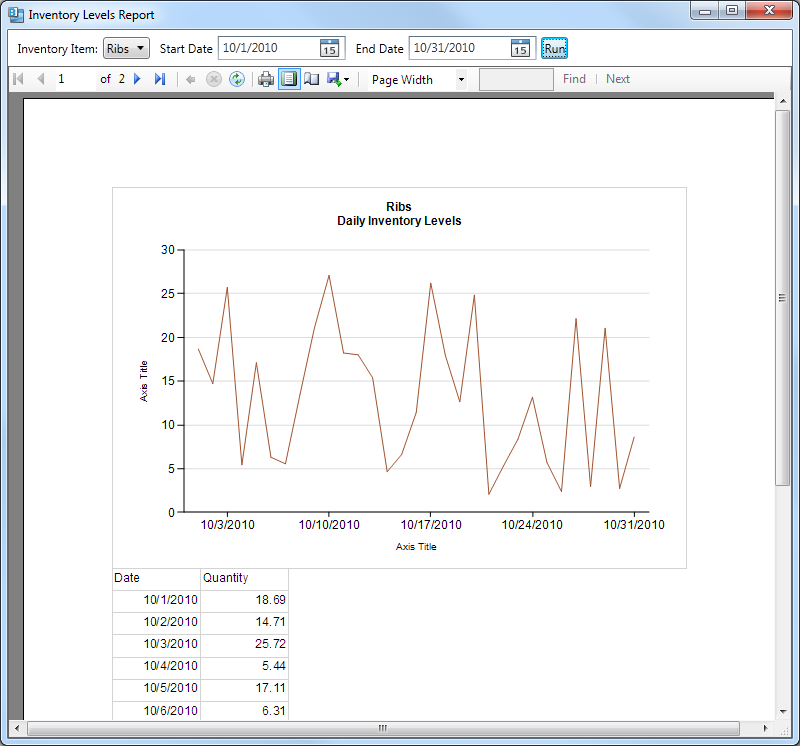 Inventory Levels Report
Inventory Item: Ribs Start Date 10/1/2010 15 End Date 10/31/2010 15 Run
1 of 2 Page Width Find Next
Ribs
Daily Inventory Levels
30
25
20
15
10
5
0
Axis Title
10/3/2010 10/10/2010 10/17/2010 10/24/2010 10/31/2010
Axis Title
Date Quantity
10/1/2010 18.69
10/2/2010 14.71
10/3/2010 25.72
10/4/2010 5.44
10/5/2010 17.11
10/6/2010 6.31